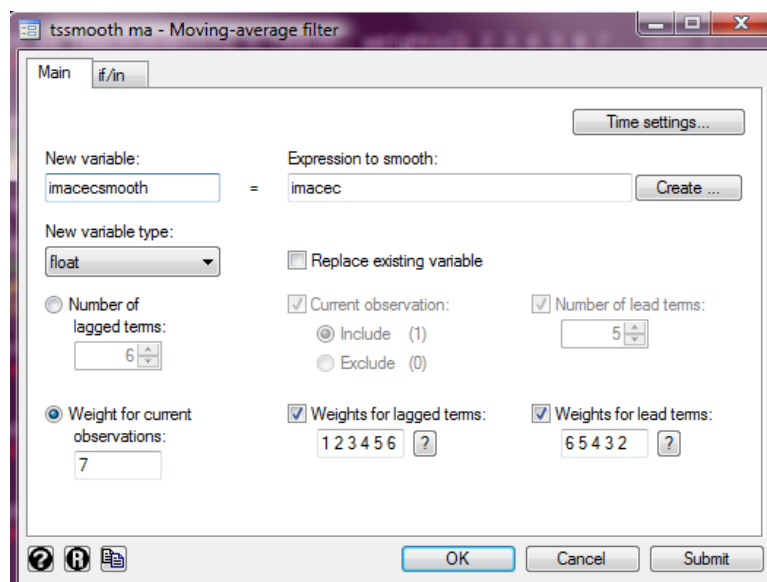 tssmooth ma - Moving-average filter
Main if/in
Time settings...
New variable: Expression to smooth:
imacecsmooth = imacec Create ...
New variable type:
float Replace existing variable
Number of lagged terms: Current observation: Number of lead terms:
6 Include (1) 5
Exclude (0)
Weight for current observations: Weights for lagged terms: Weights for lead terms:
7 1 2 3 4 5 6 ? 6 5 4 3 2 ?
? R OK Cancel Submit